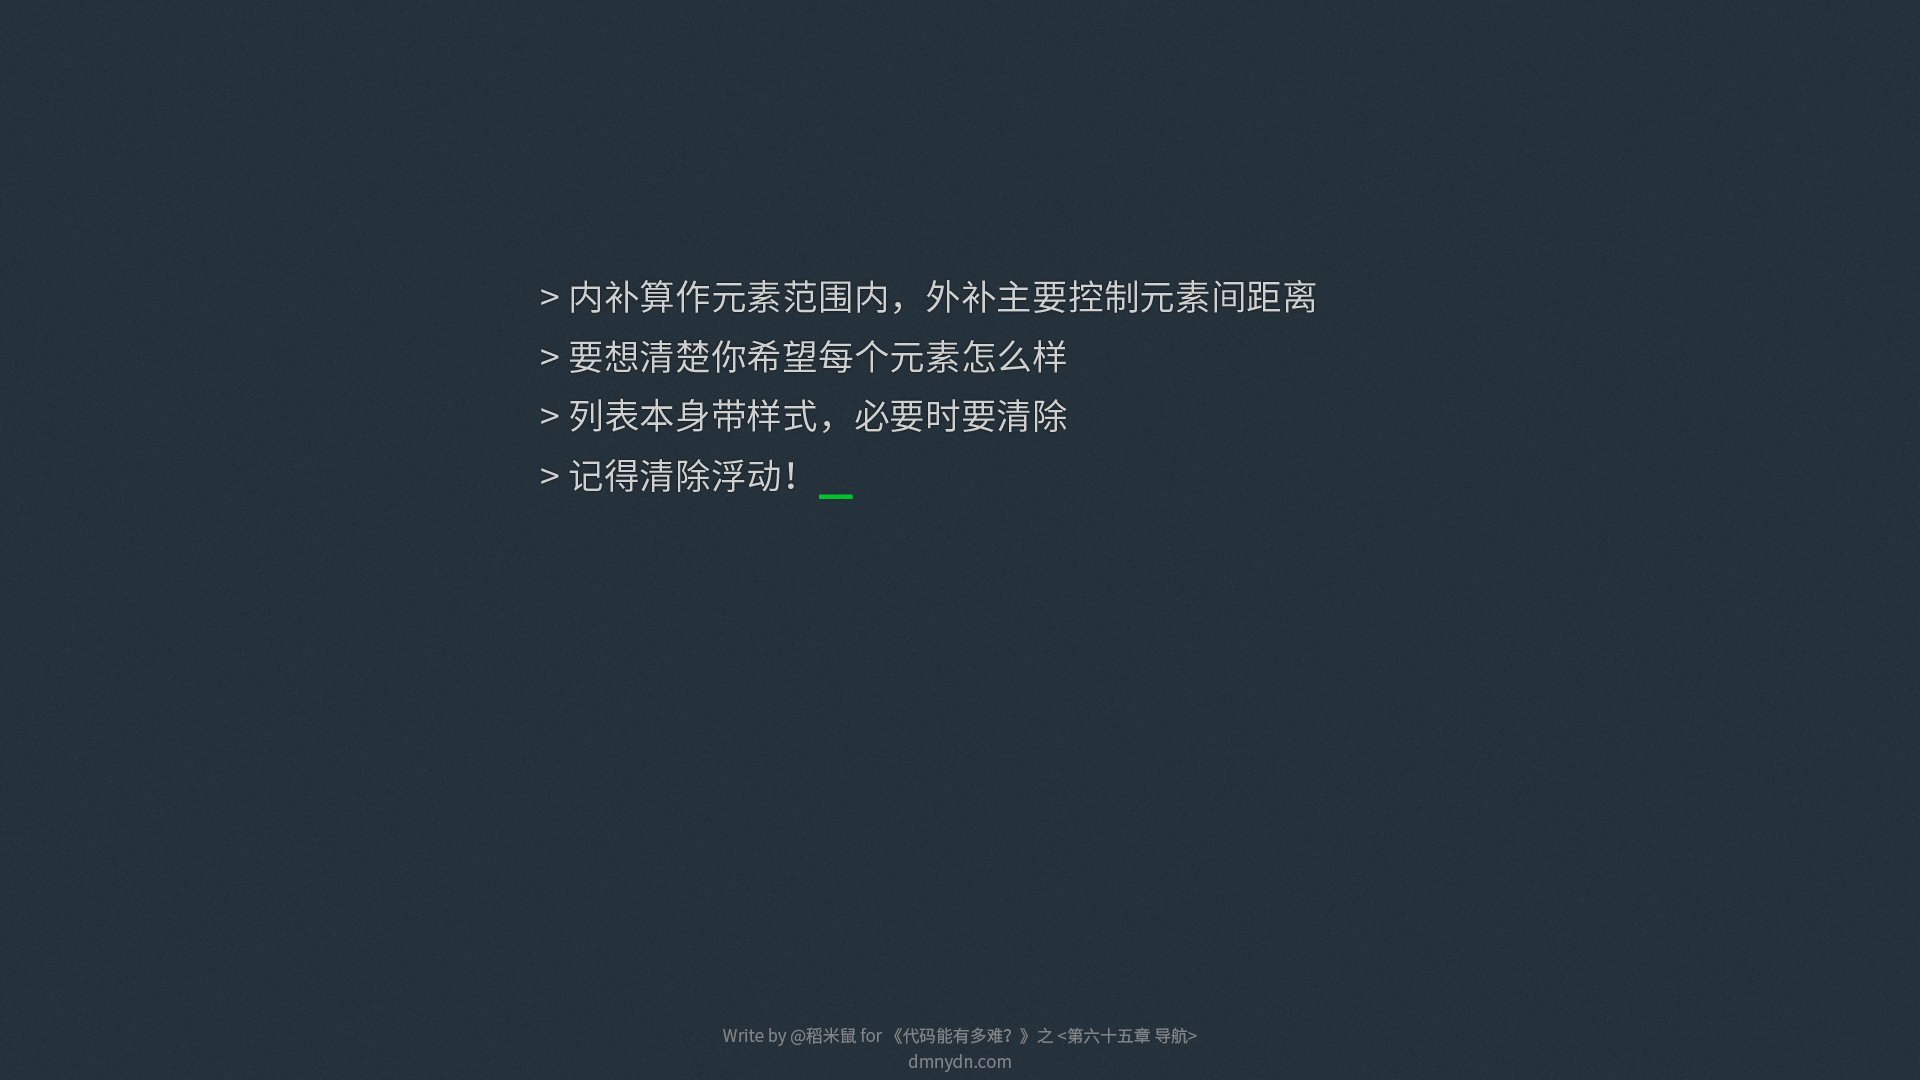 > 内补算作元素范围内，外补主要控制元素间距离
> 要想清楚你希望每个元素怎么样
> 列表本身带样式，必要时要清除
> 记得清除浮动！_
Write by @稻米鼠 for 《代码能有多难？》之 <第六十五章 导航>
dmnydn.com